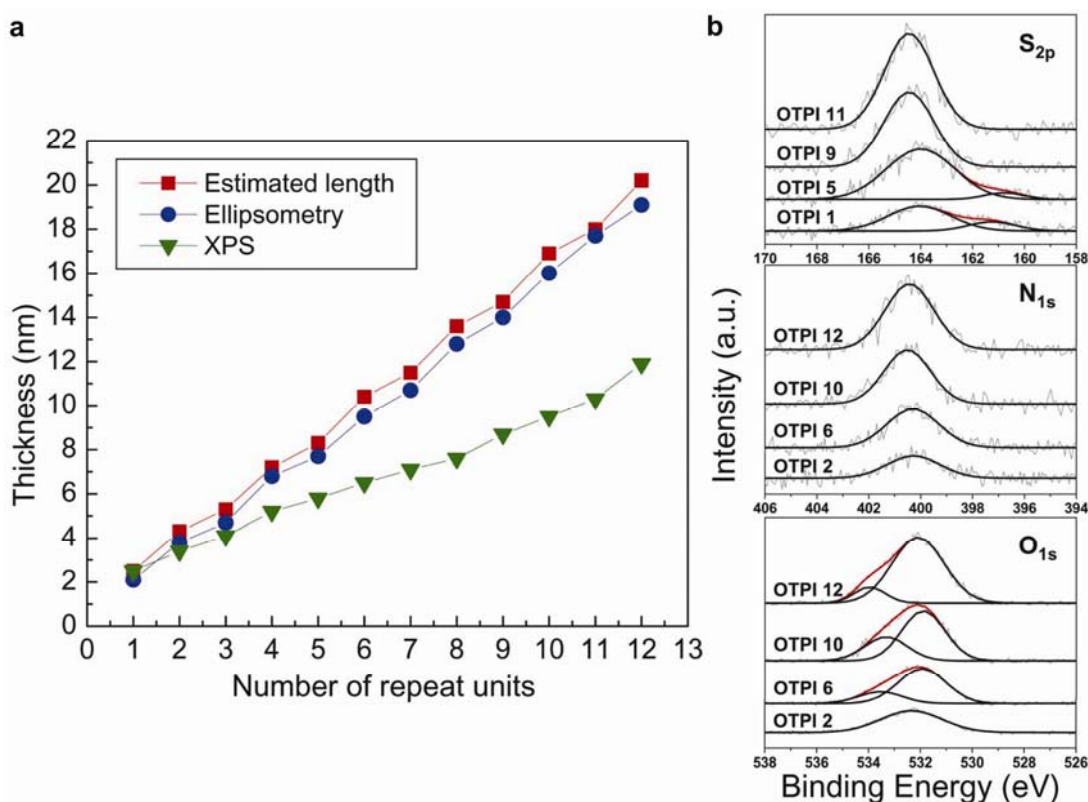 a
Thickness (nm)
22
20
18
16
14
12
10
8
6
4
2
0
Estimated length
Ellipsometry
XPS
0 1 2 3 4 5 6 7 8 9 10 11 12 13
Number of repeat units
b
Intensity (a.u.)
S2p
OTPI 11
OTPI 9
OTPI 5
OTPI 1
170 168 166 164 162 160 158
N1s
OTPI 12
OTPI 10
OTPI 6
OTPI 2
406 404 402 400 398 396 394
O1s
OTPI 12
OTPI 10
OTPI 6
OTPI 2
538 536 534 532 530 528 526
Binding Energy (eV)